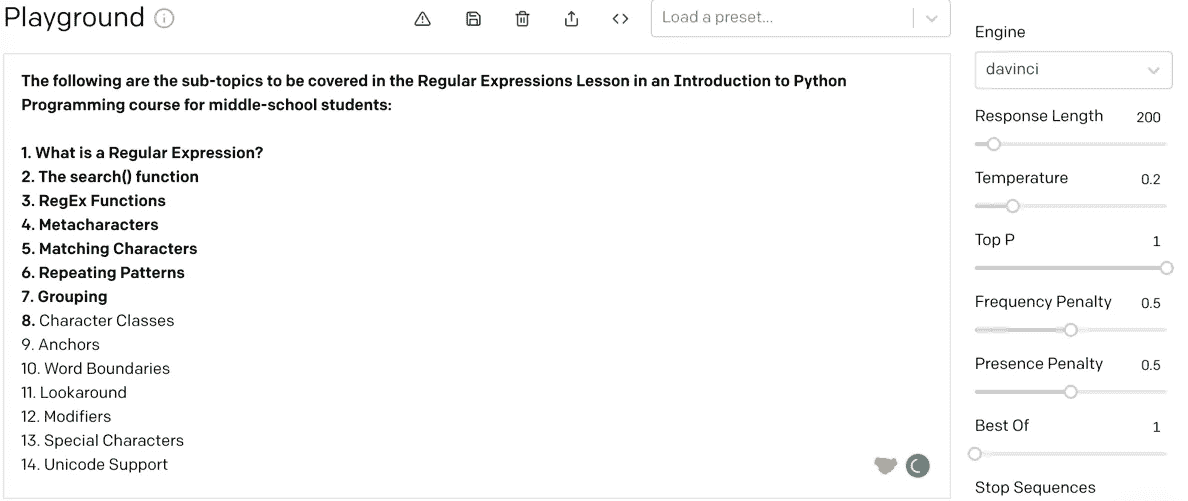 Playground
Load a preset...
The following are the sub-topics to be covered in the Regular Expressions Lesson in an Introduction to Python
Programming course for middle-school students:
1. What is a Regular Expression?
2. The search() function
3. RegEx Functions
4. Metacharacters
5. Matching Characters
6. Repeating Patterns
7. Grouping
8. Character Classes
9. Anchors
10. Word Boundaries
11. Lookaround
12. Modifiers
13. Special Characters
14. Unicode Support
Engine
davinci
Response Length 200
Temperature 0.2
Top P 1
Frequency Penalty 0.5
Presence Penalty 0.5
Best Of 1
Stop Sequences